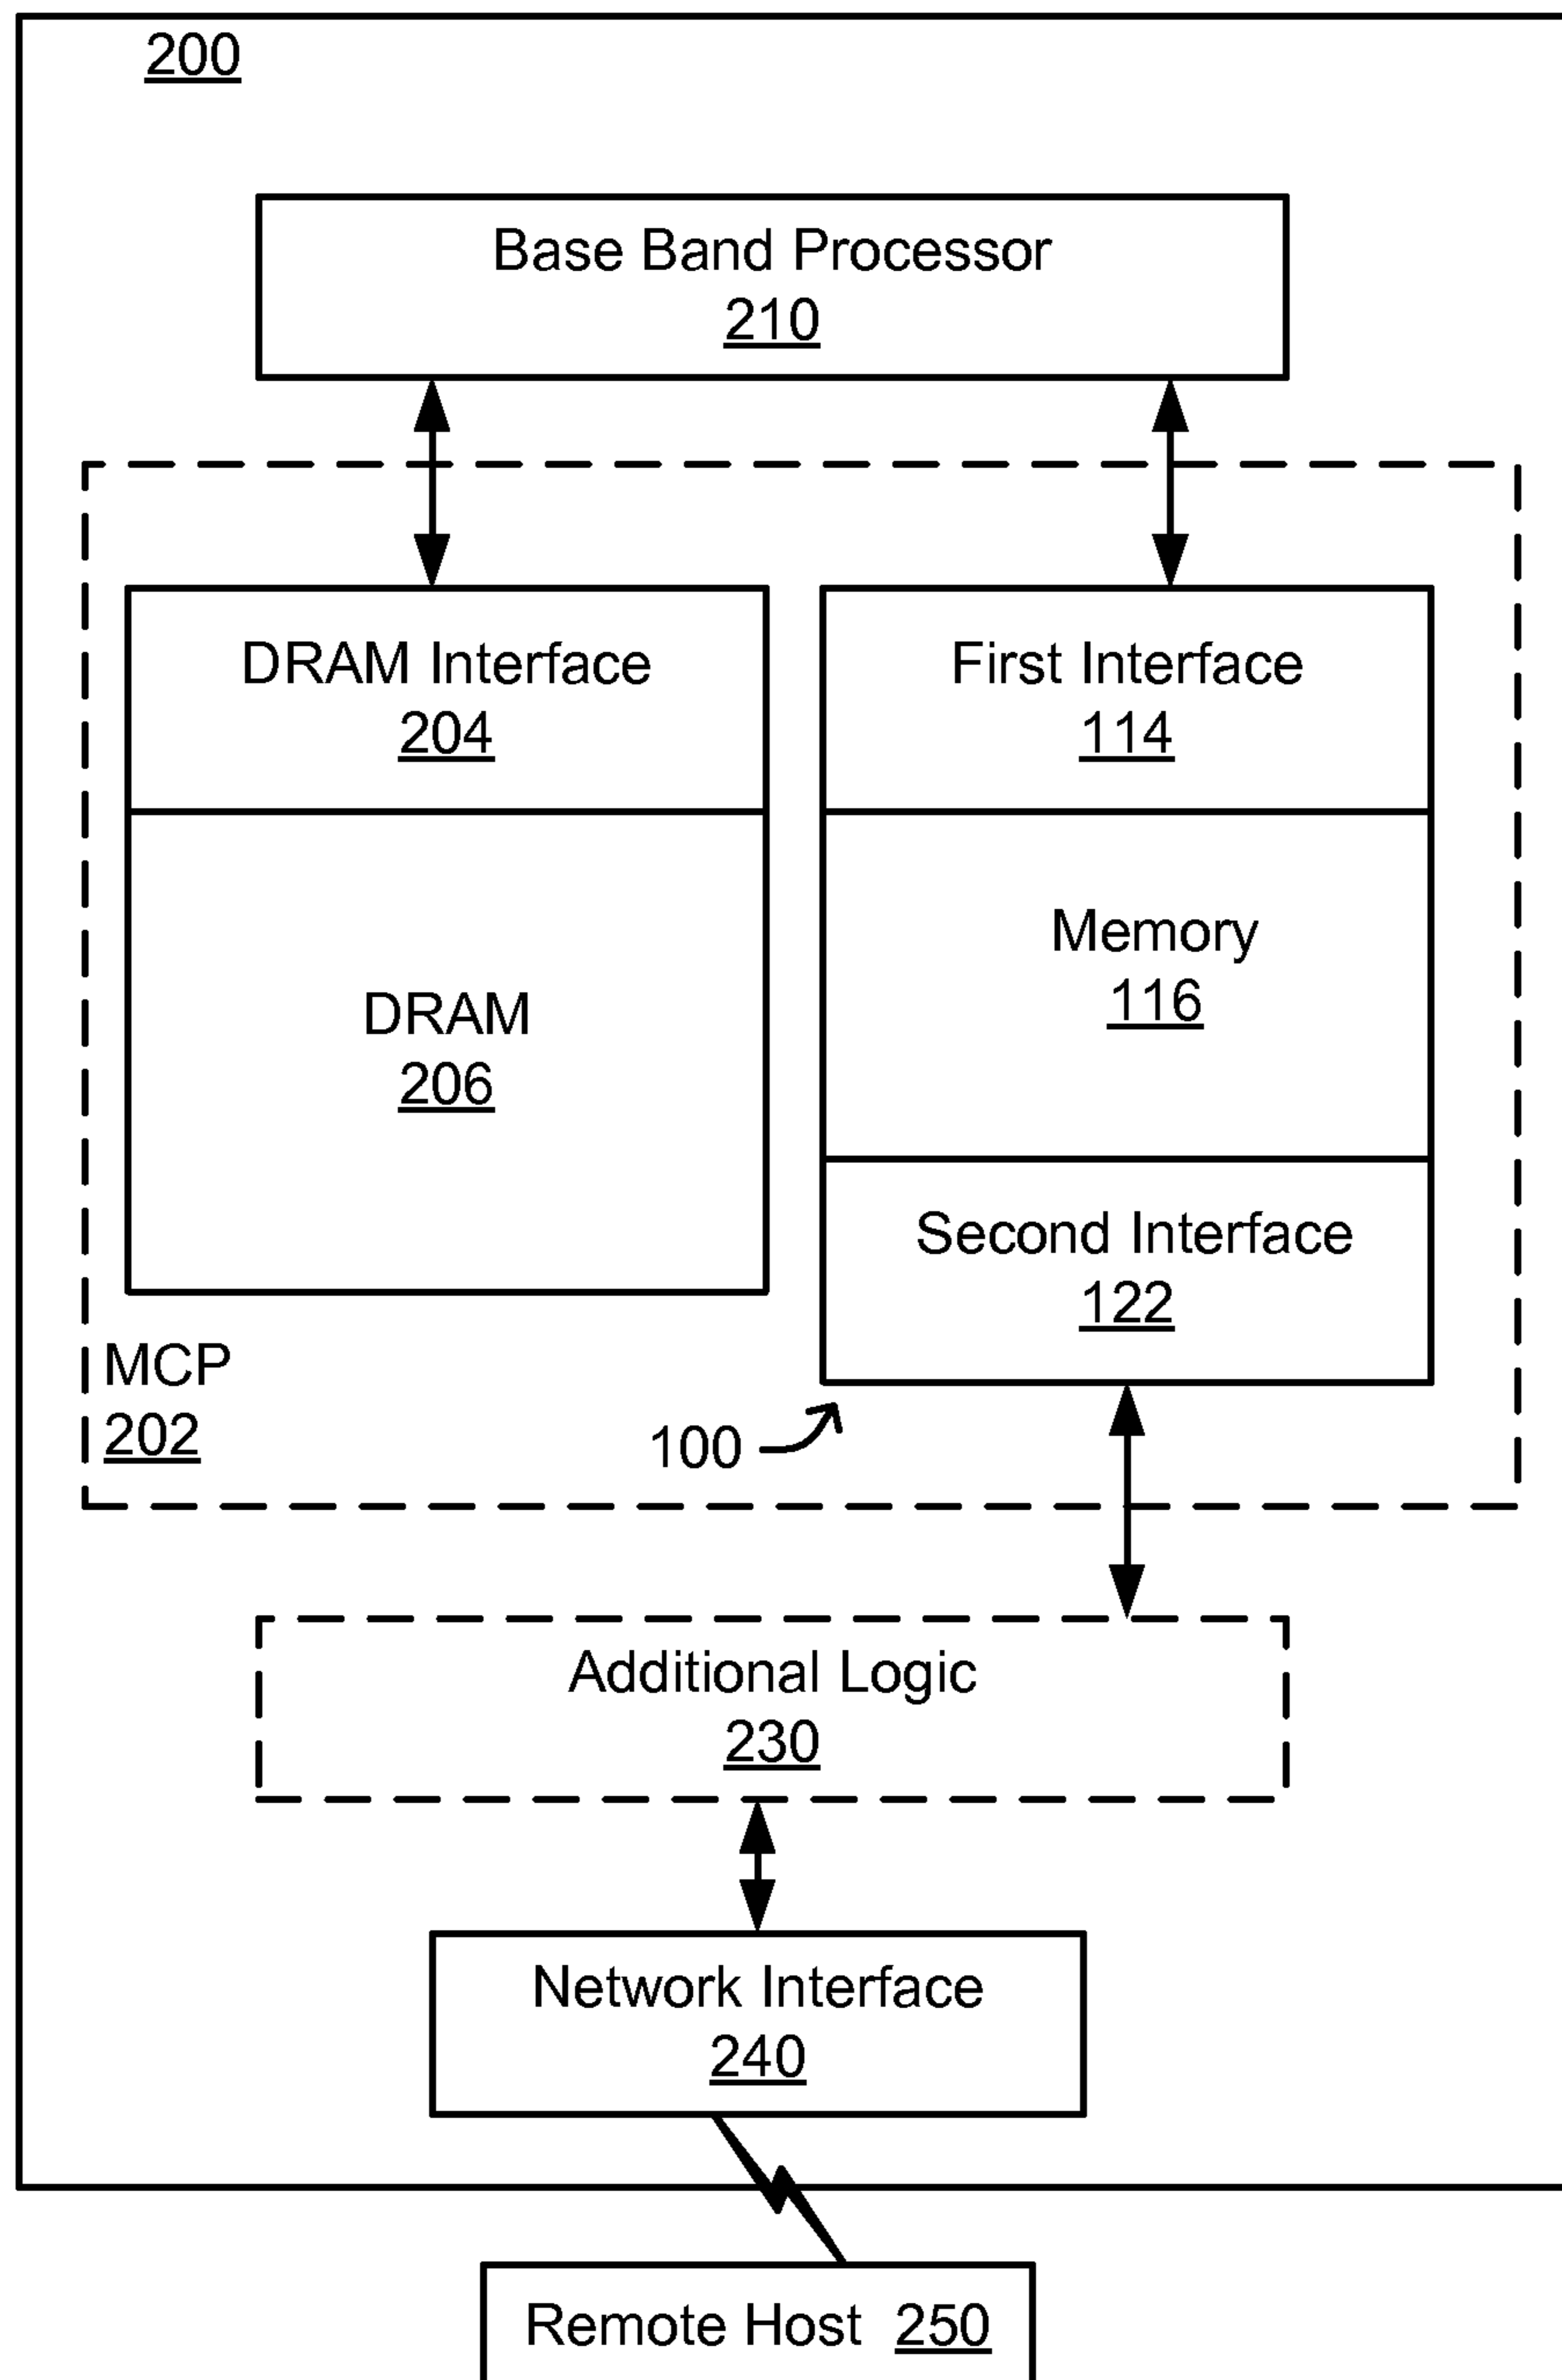 200
Base Band Processor
210
DRAM Interface
204
DRAM
206
First Interface
114
Memory
116
Second Interface
122
MCP
202
100
Additional Logic
230
Network Interface
240
Remote Host 250